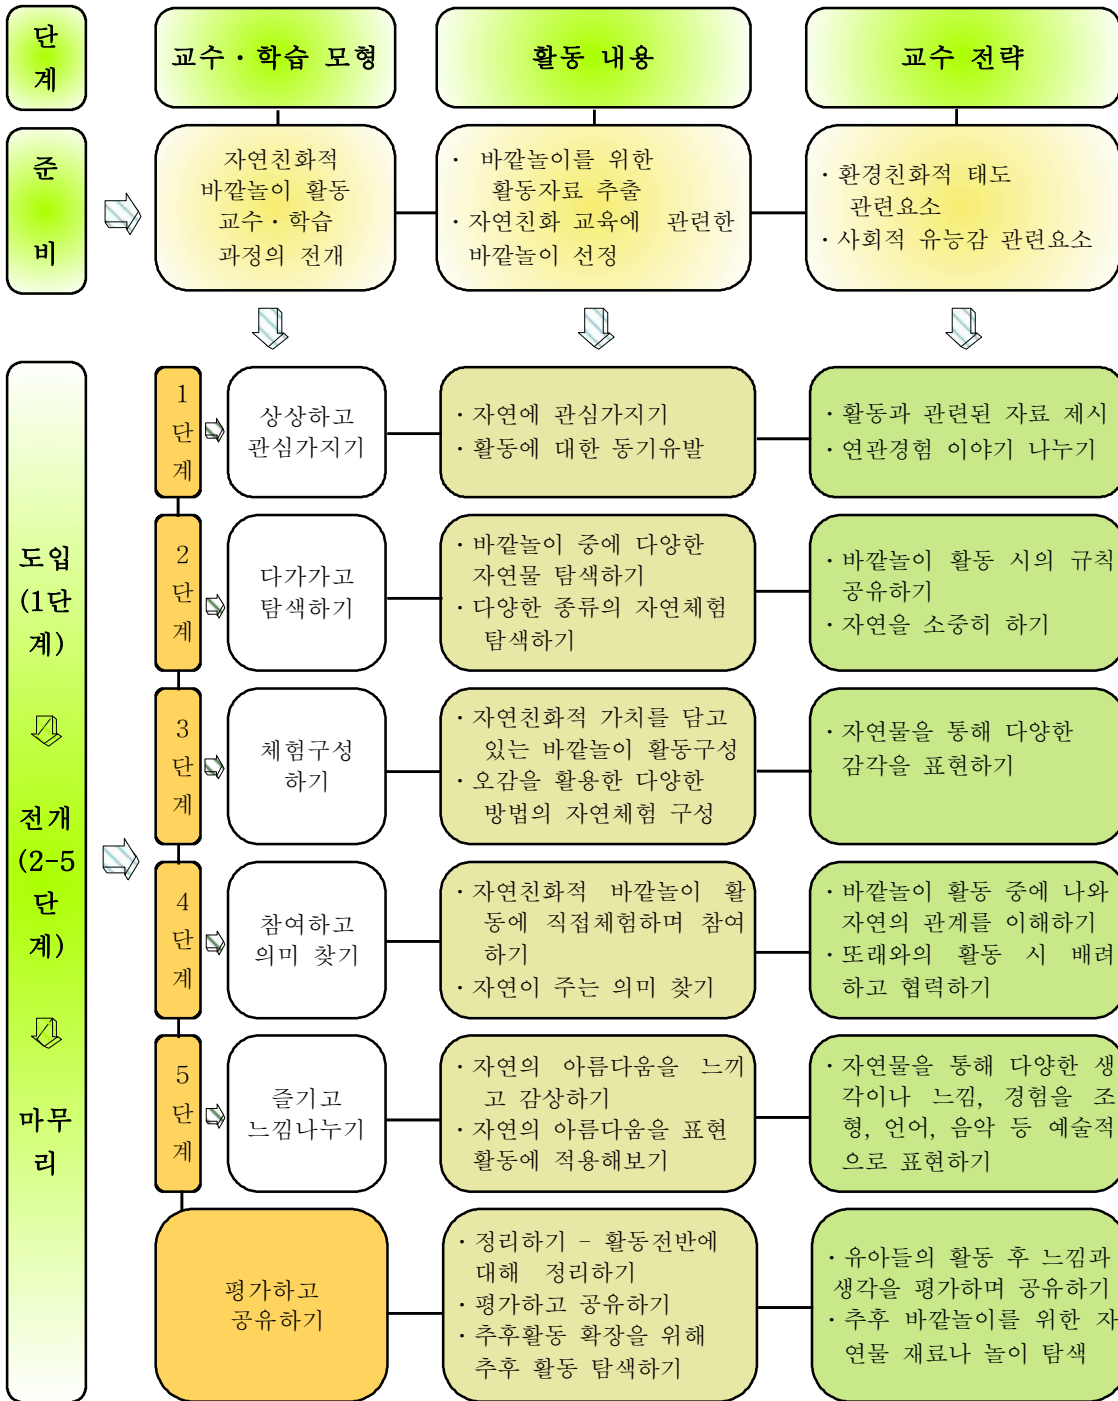 단
계
교수・학습 모형
활동 내용
교수 전략
준
비
자연친화적
바깥놀이 활동
교수・학습
과정의 전개
・ 바깥놀이를 위한
활동자료 추출
・자연친화 교육에 관련한
바깥놀이 선정
・환경친화적 태도
관련요소
・사회적 유능감 관련요소
도입
(1단
계)
전개
(2-5
단
계)
마무
리
1
단
계
상상하고
관심가지기
・자연에 관심가지기
・활동에 대한 동기유발
・활동과 관련된 자료 제시
・연관경험 이야기 나누기
2
단
계
다가가고
탐색하기
・바깥놀이 중에 다양한
자연물 탐색하기
・다양한 종류의 자연체험
탐색하기
・바깥놀이 활동 시의 규칙
공유하기
・자연을 소중히 하기
3
단
계
체험구성
하기
・자연친화적 가치를 담고
있는 바깥놀이 활동구성
・오감을 활용한 다양한
방법의 자연체험 구성
・자연물을 통해 다양한
감각을 표현하기
4
단
계
참여하고
의미 찾기
・자연친화적 바깥놀이 활
동에 직접체험하며 참여
하기
・자연이 주는 의미 찾기
・바깥놀이 활동 중에 나와
자연의 관계를 이해하기
・또래와의 활동 시 배려
하고 협력하기
5
단
계
즐기고
느낌나누기
・자연의 아름다움을 느끼
고 감상하기
・자연의 아름다움을 표현
활동에 적용해보기
・자연물을 통해 다양한 생
각이나 느낌, 경험을 조
형, 언어, 음악 등 예술적
으로 표현하기
평가하고
공유하기
・정리하기 - 활동전반에
대해 정리하기
・평가하고 공유하기
・추후활동 확장을 위해
추후 활동 탐색하기
・유아들의 활동 후 느낌과
생각을 평가하며 공유하기
・추후 바깥놀이를 위한 자
연물 재료나 놀이 탐색